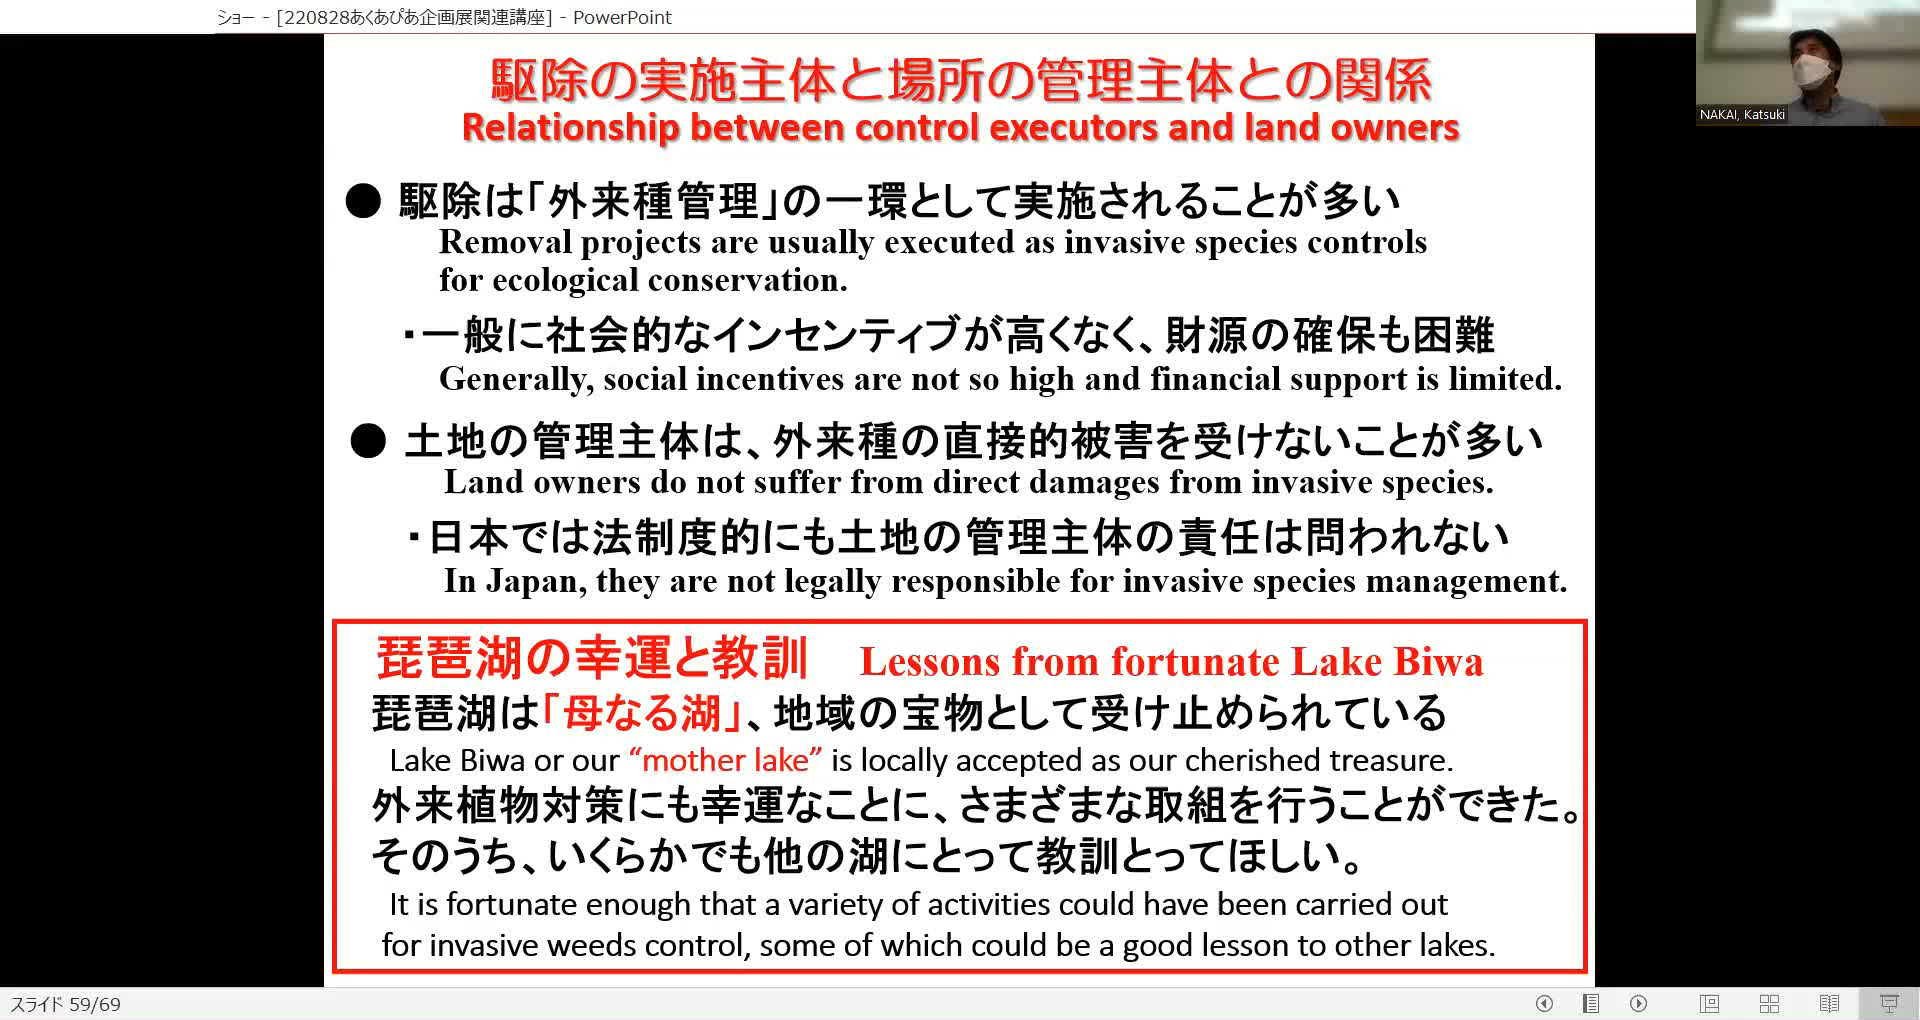 ショー - [220828あくあぴあ企画展関連講座] - PowerPoint
NAKAI, Katsuki
駆除の実施主体と場所の管理主体との関係
Relationship between control executors and land owners
● 駆除は｢外来種管理｣の一環として実施されることが多い
Removal projects are usually executed as invasive species controls
for ecological conservation.
・一般に社会的なインセンティブが高くなく、財源の確保も困難
Generally, social incentives are not so high and financial support is limited.
● 土地の管理主体は、外来種の直接的被害を受けないことが多い
Land owners do not suffer from direct damages from invasive species.
・日本では法制度的にも土地の管理主体の責任は問われない
In Japan, they are not legally responsible for invasive species management.
琵琶湖の幸運と教訓 Lessons from fortunate Lake Biwa
琵琶湖は｢母なる湖｣、地域の宝物として受け止められている
Lake Biwa or our “mother lake” is locally accepted as our cherished treasure.
外来植物対策にも幸運なことに、さまざまな取組を行うことができた。
そのうち、いくらかでも他の湖にとって教訓とってほしい。
It is fortunate enough that a variety of activities could have been carried out
for invasive weeds control, some of which could be a good lesson to other lakes.
スライド 59/69